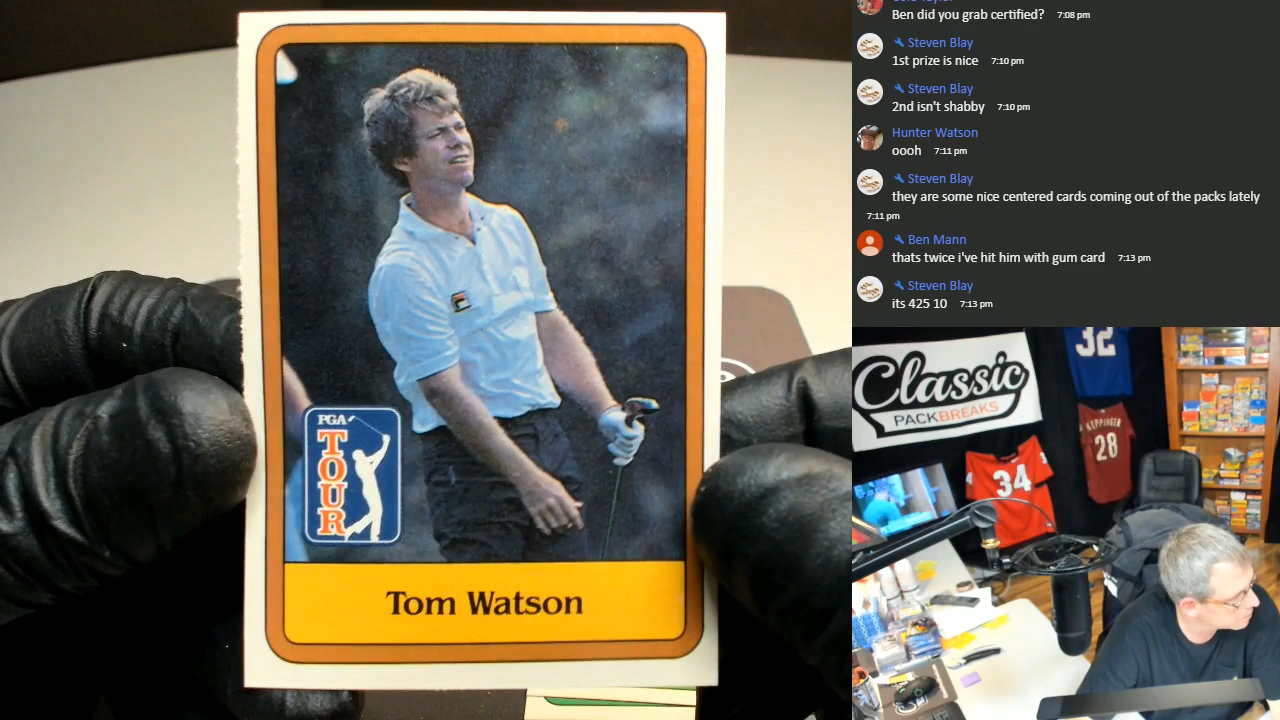 PGA
TOUR
Tom Watson
Ben did you grab certified? 7:08 pm
Steven Blay
1st prize is nice 7:10 pm
Steven Blay
2nd isn't shabby 7:10 pm
Hunter Watson
oooh 7:11 pm
Steven Blay
they are some nice centered cards coming out of the packs lately
7:11 pm
Ben Mann
thats twice i've hit him with gum card 7:13 pm
Steven Blay
its 425 10 7:13 pm
Classic
PACKBREAKS
32
KEPPINGER
28
34